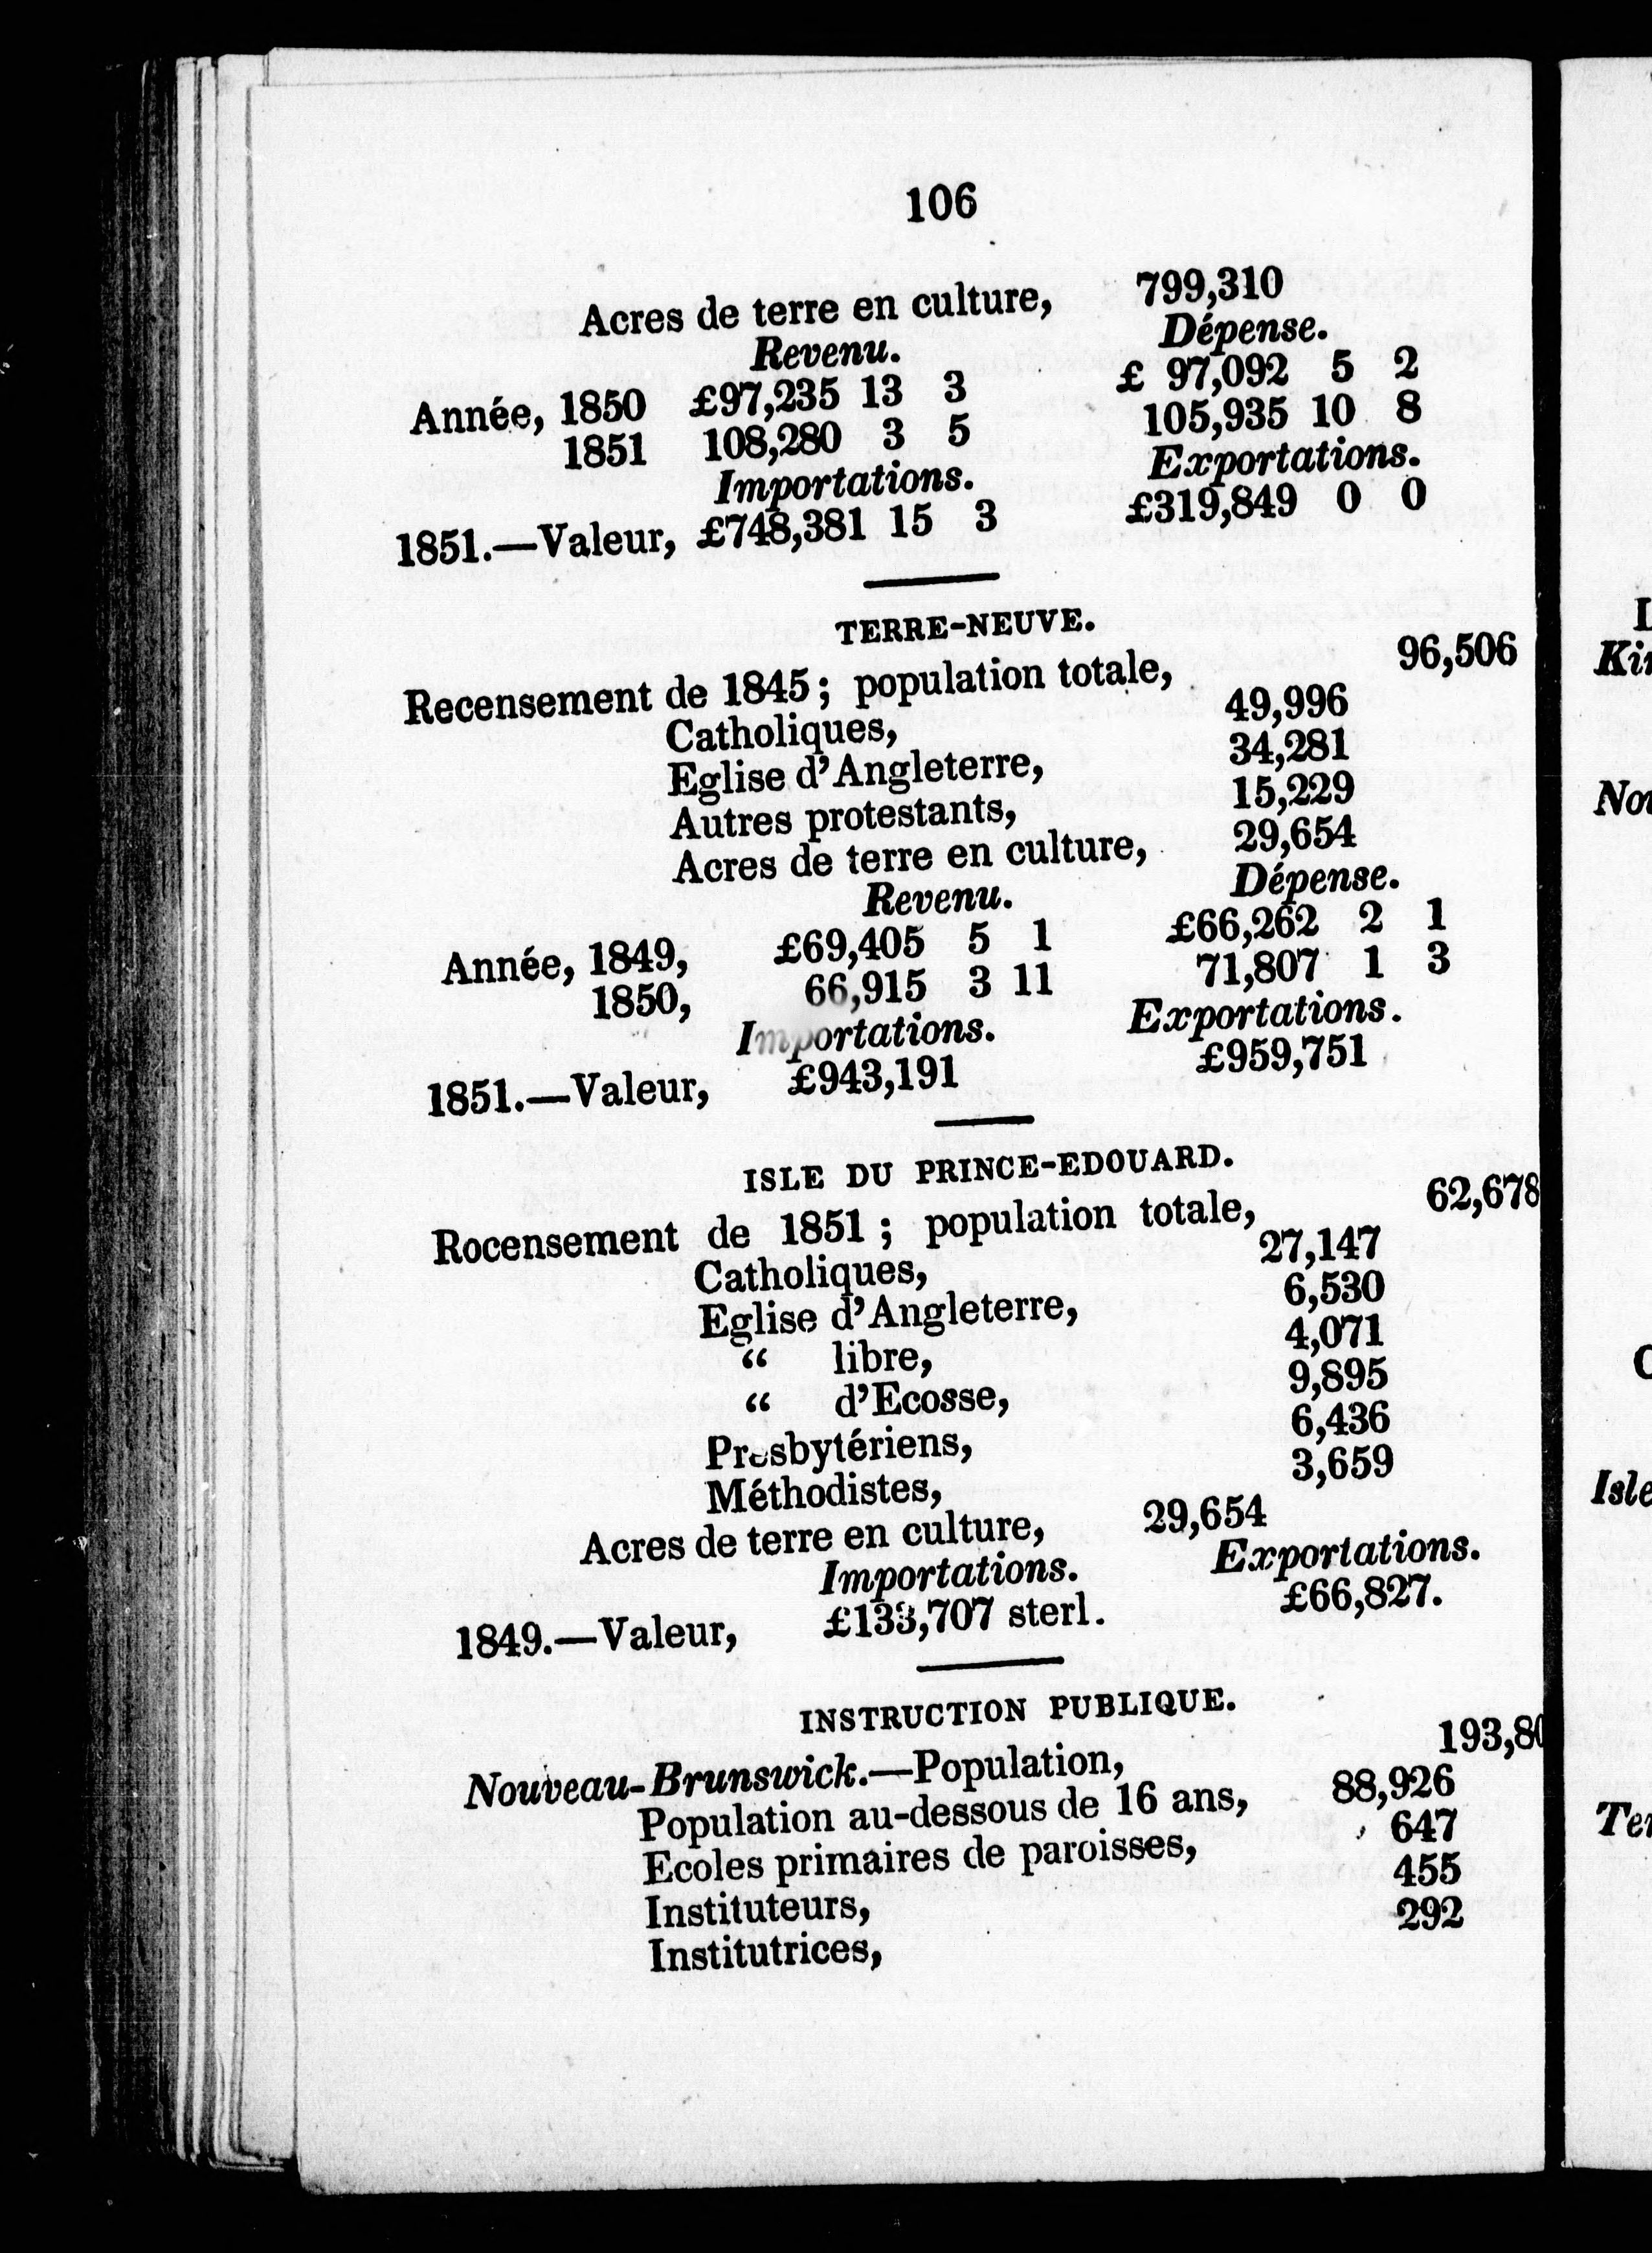 106
Acres de terre en culture, 799,310
Revenu. Dépense.
Année, 1850 £97,235 13 3 £ 97,092 5 2
1851 108,280 3 5 105,935 10 8
Importations. Exportations.
1851.—Valeur, £748,381 15 3 £319,849 0 0
TERRE-NEUVE.
Recensement de 1845; population totale, 96,506
Catholiques, 49,996
Eglise d'Angleterre, 34,281
Autres protestants, 15,229
Acres de terre en culture, 29,654
Revenu. Dépense.
Année, 1849, £69,405 5 1 £66,262 2 1
1850, 66,915 3 11 71,807 1 3
Importations. Exportations.
1851.—Valeur, £943,191 £959,751
ISLE DU PRINCE-EDOUARD.
Rocensement de 1851; population totale, 62,678
Catholiques, 27,147
Eglise d'Angleterre, 6,530
“ libre, 4,071
“ d'Ecosse, 9,895
Presbytériens, 6,436
Méthodistes, 3,659
Acres de terre en culture, 29,654
Importations. Exportations.
1849.—Valeur, £133,707 sterl. £66,827.
INSTRUCTION PUBLIQUE.
Nouveau-Brunswick.—Population, 193,80
Population au-dessous de 16 ans, 88,926
Ecoles primaires de paroisses, 647
Instituteurs, 455
Institutrices, 292